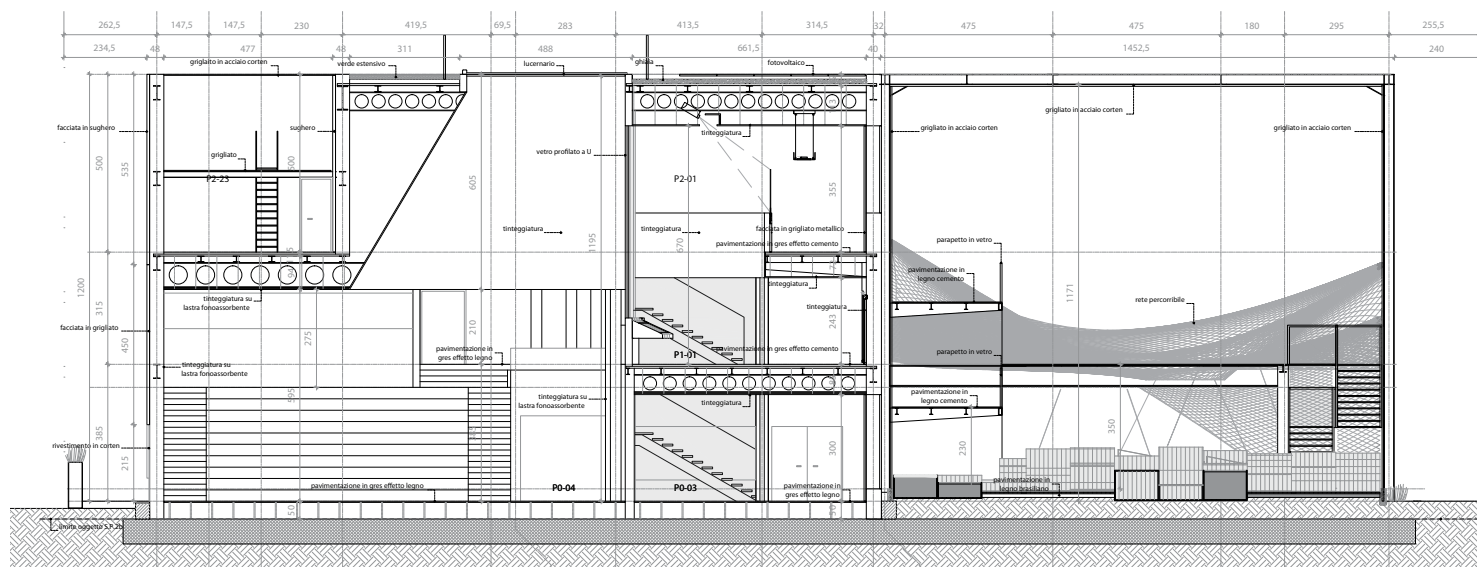 262,5 147,5 147,5 230 419,5 69,5 283 413,5 314,5 32 475 475 180 295 255,5
234,5 48 477 48 311 488 661,5 40 1452,5 240
grigliato in acciaio corten
verde estensivo
lucernario
ghiaia
fotovoltaico
grigliato in acciaio corten
facciata in sughero
sughero
tinteggiatura
grigliato in acciaio corten
grigliato in acciaio corten
vetro profilato a U
grigliato
P2-23
P2-01
500
535
500
605
355
tinteggiatura
tinteggiatura
facciata in grigliato metallico
pavimentazione in gres effetto cemento
parapetto in vetro
1195
670
pavimentazione in
legno cemento
tinteggiatura
1200
315
1171
tinteggiatura su
lastra fonoassorbente
tinteggiatura
rete percorribile
facciata in grigliato
275
210
243
450
pavimentazione in
gres effetto legno
P1-01
pavimentazione in gres effetto cemento
parapetto in vetro
tinteggiatura su
lastra fonoassorbente
595
tinteggiatura su
lastra fonoassorbente
tinteggiatura
pavimentazione in
legno cemento
385
215
rivestimento in corten
300
230
350
pavimentazione in gres effetto legno
P0-04
P0-03
pavimentazione in
gres effetto legno
pavimentazione in
legno brasiliano
50
50
limite oggetto S.P.2b